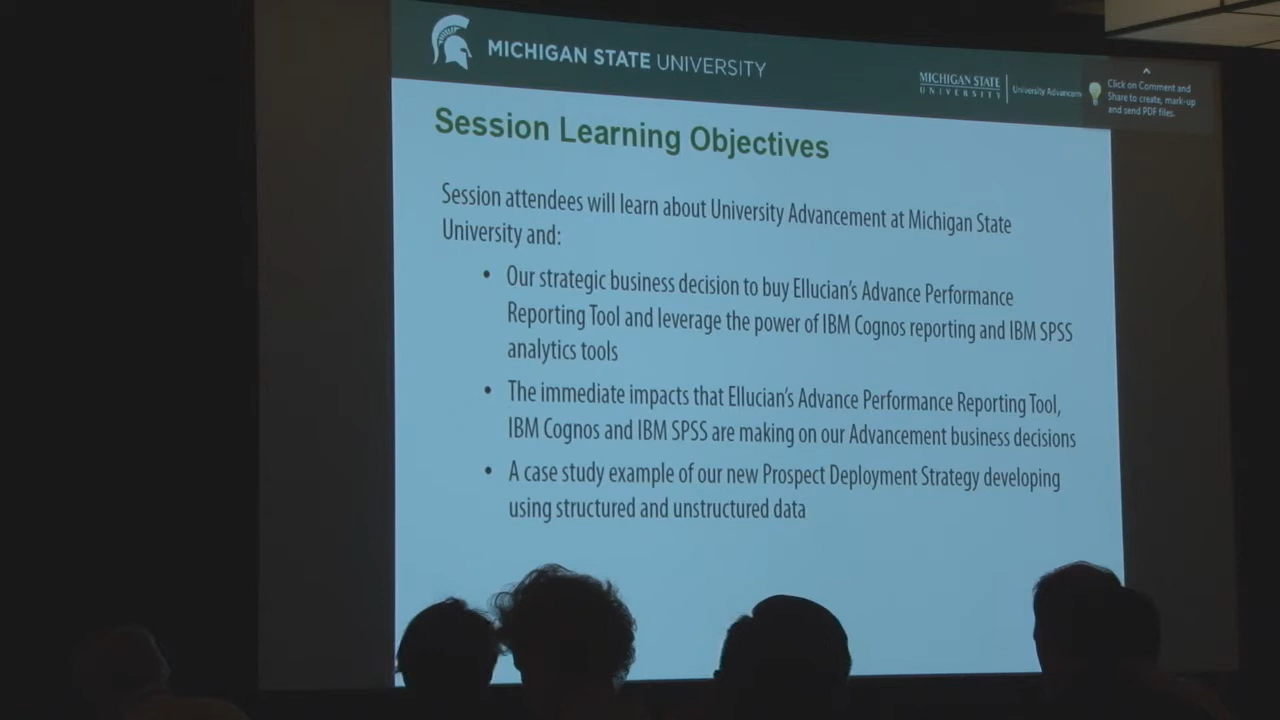 MICHIGAN STATE UNIVERSITY
MICHIGAN STATE
UNIVERSITY
University Advancem
Click on Comment and
Share to create, mark-up
and send PDF files.
Session Learning Objectives
Session attendees will learn about University Advancement at Michigan State
University and:
• Our strategic business decision to buy Ellucian's Advance Performance
Reporting Tool and leverage the power of IBM Cognos reporting and IBM SPSS
analytics tools
• The immediate impacts that Ellucian's Advance Performance Reporting Tool,
IBM Cognos and IBM SPSS are making on our Advancement business decisions
• A case study example of our new Prospect Deployment Strategy developing
using structured and unstructured data